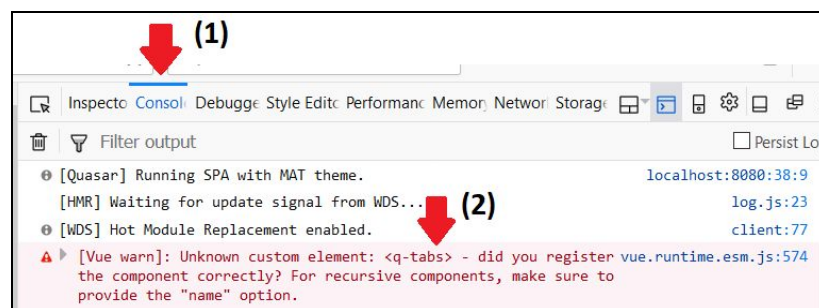 (1)
Inspecto Consol Debugge Style Edito Performanc Memor Networ Storage
Filter output
Persist Lo
[Quasar] Running SPA with MAT theme. localhost:8080:38:9
[HMR] Waiting for update signal from WDS... log.js:23
(2)
[WDS] Hot Module Replacement enabled. client:77
[Vue warn]: Unknown custom element: <q-tabs> - did you register vue.runtime.esm.js:574
the component correctly? For recursive components, make sure to
provide the "name" option.